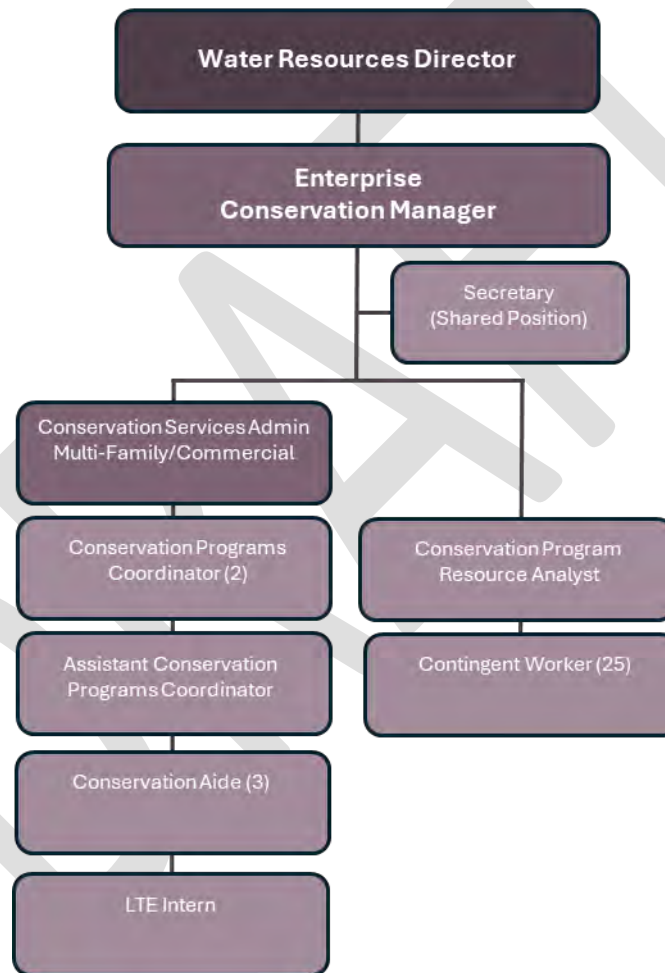 Water Resources Director
Enterprise
Conservation Manager
Secretary
(Shared Position)
Conservation Services Admin
Multi-Family/Commercial
Conservation Programs
Coordinator (2)
Conservation Program
Resource Analyst
Assistant Conservation
Programs Coordinator
Contingent Worker (25)
Conservation Aide (3)
LTE Intern